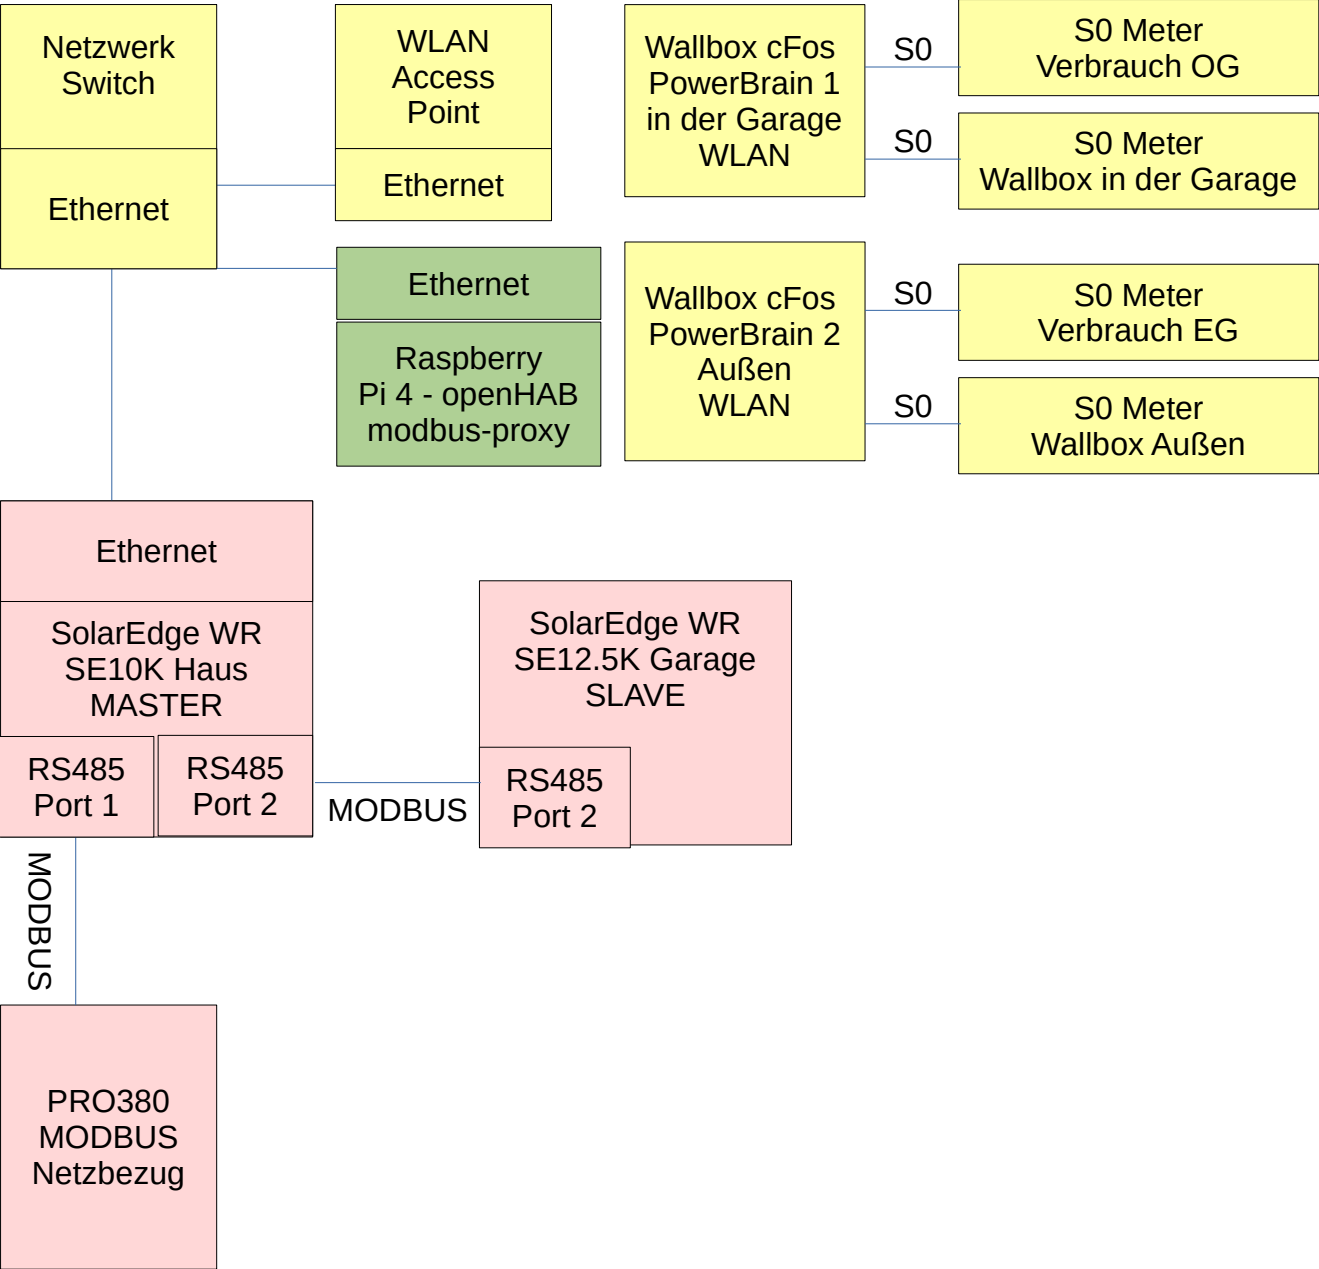 Netzwerk
Switch
Ethernet
WLAN
Access
Point
Ethernet
Wallbox cFos
PowerBrain 1
in der Garage
WLAN
S0
S0 Meter
Verbrauch OG
S0
S0 Meter
Wallbox in der Garage
Ethernet
Raspberry
Pi 4 - openHAB
modbus-proxy
Wallbox cFos
PowerBrain 2
Außen
WLAN
S0
S0 Meter
Verbrauch EG
S0
S0 Meter
Wallbox Außen
Ethernet
SolarEdge WR
SE10K Haus
MASTER
RS485
Port 1
RS485
Port 2
MODBUS
SolarEdge WR
SE12.5K Garage
SLAVE
RS485
Port 2
MODBUS
PRO380
MODBUS
Netzbezug